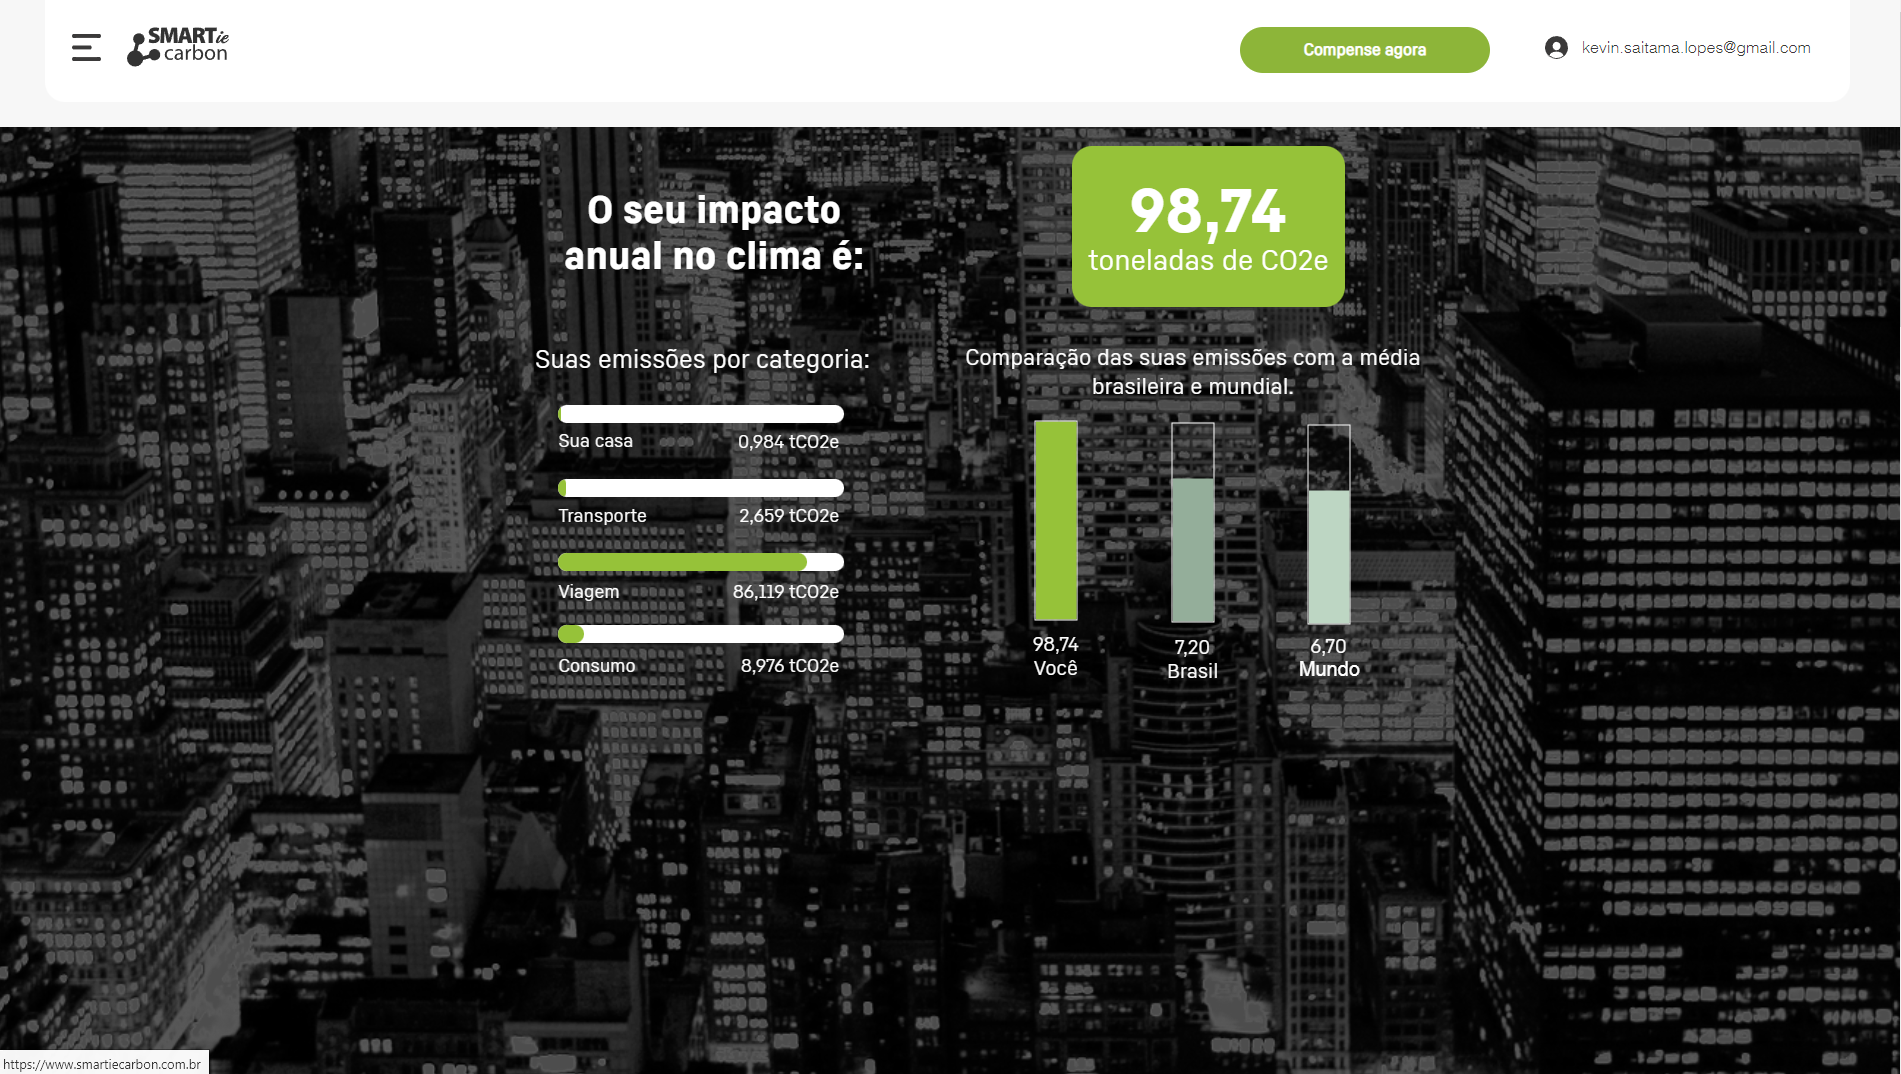 SMARTie
carbon
Compense agora
kevin.saitama.lopes@gmail.com
O seu impacto
anual no clima é:
98,74
toneladas de CO2e
Suas emissões por categoria:
Sua casa 0,984 tCO2e
Transporte 2,659 tCO2e
Viagem 86,119 tCO2e
Consumo 8,976 tCO2e
Comparação das suas emissões com a média
brasileira e mundial.
98,74 7,20 6,70
Você Brasil Mundo
https://www.smartiecarbon.com.br